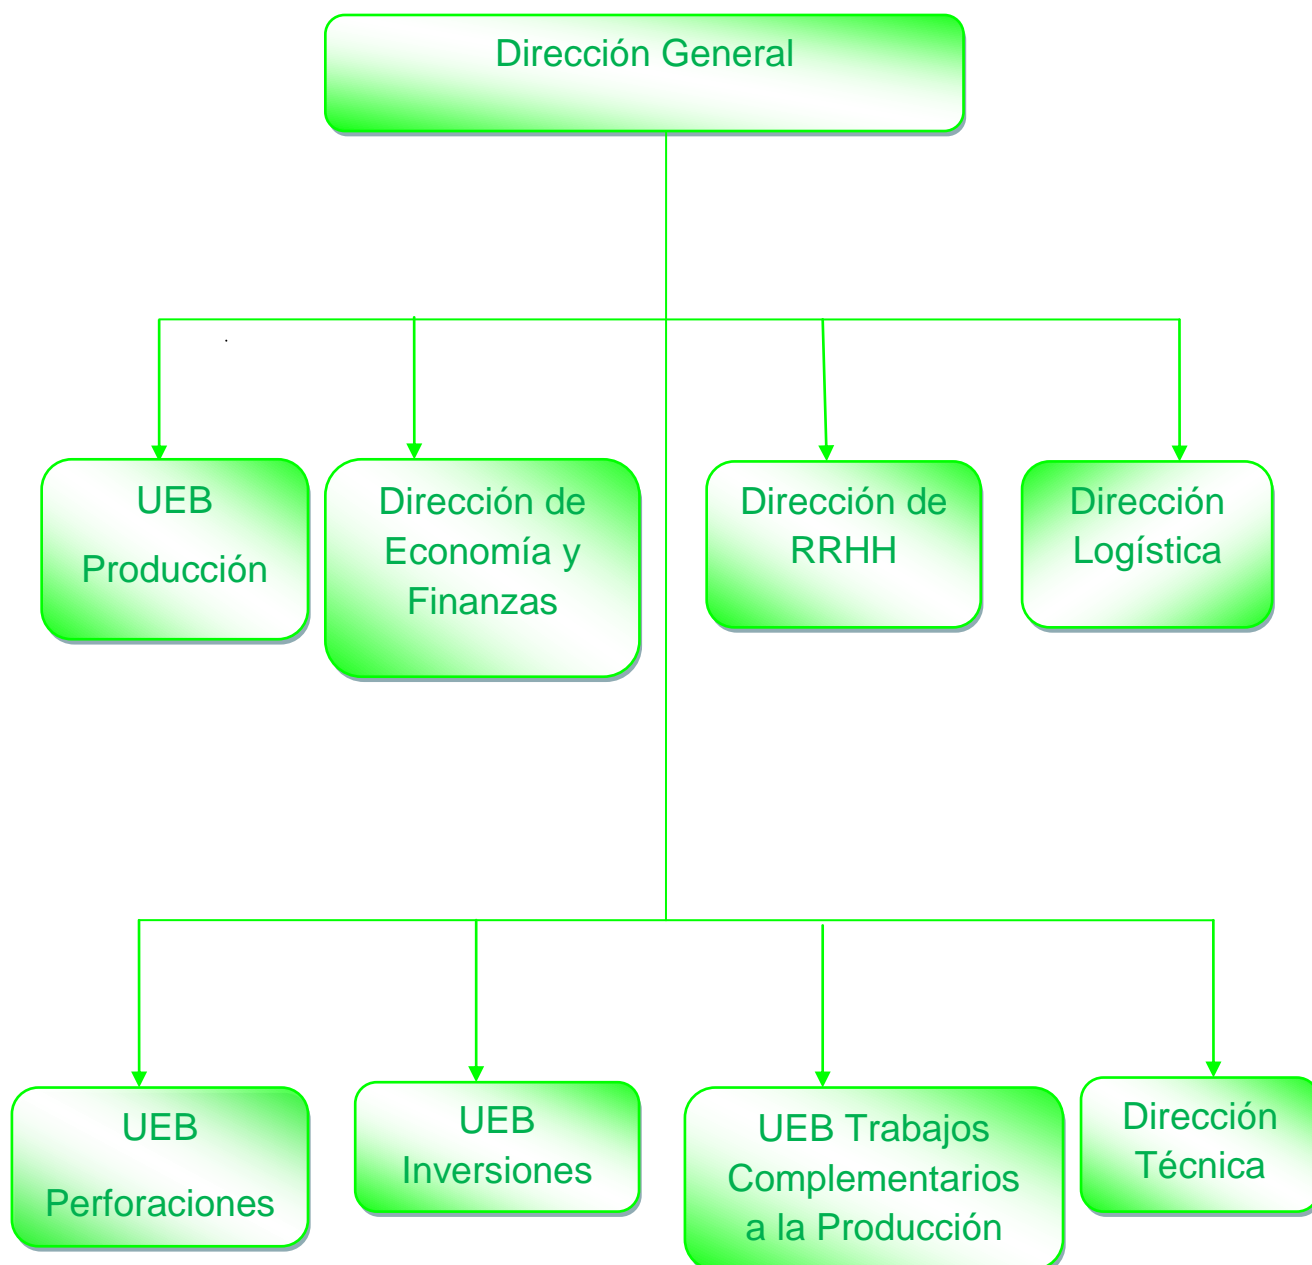 Dirección General
UEB
Producción
Dirección de
Economía y
Finanzas
Dirección de
RRHH
Dirección
Logística
UEB
Perforaciones
UEB
Inversiones
UEB Trabajos
Complementarios
a la Producción
Dirección
Técnica